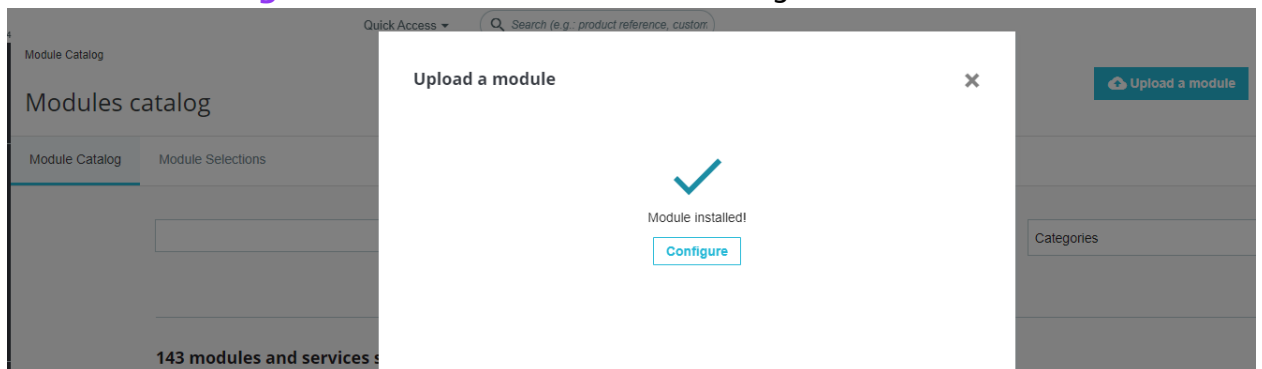 Quick Access
Search (e.g.: product reference, custom
Module Catalog
Upload a module
Upload a module
Modules catalog
Module Catalog
Module Selections
Module installed!
Configure
Categories
143 modules and services s